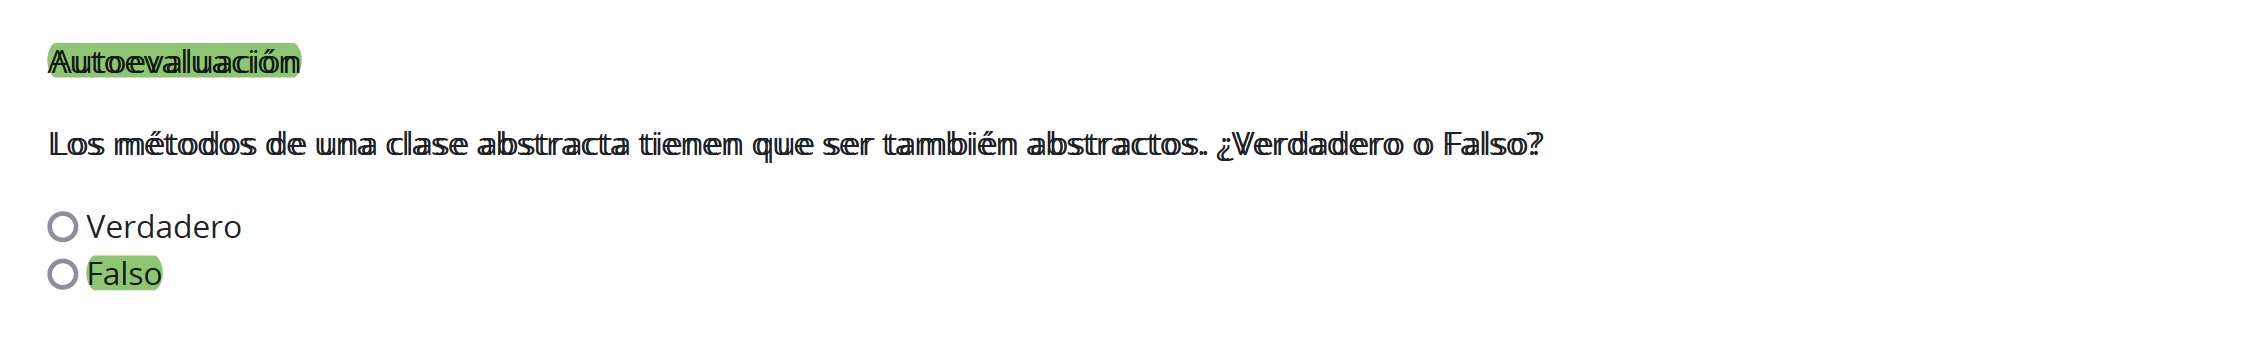 Autoevaluación
Los métodos de una clase abstracta tienen que ser también abstractos. ¿Verdadero o Falso?
Verdadero
Falso